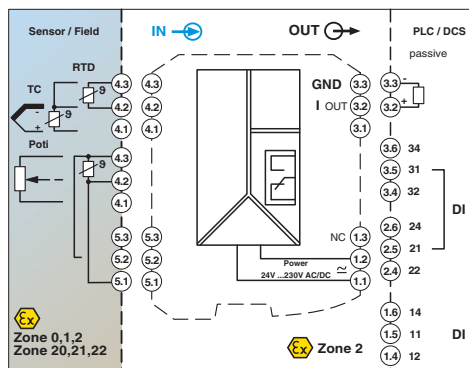 Sensor / Field
IN
OUT
PLC / DCS
passive
RTD
TC
ϑ
4.3
4.3
GND
3.3
3.3
-
-
ϑ
4.2
4.2
I OUT
3.2
3.2
+
+
4.1
4.1
3.1
Poti
3.6 34
ϑ
4.3
3.5 31
4.2
3.4 32
4.1
DI
2.6 24
5.3
5.3
NC
1.3
2.5 21
5.2
5.2
Power
1.2
24V ...230V AC/DC
≃
2.4 22
5.1
5.1
1.1
Ex
1.6 14
Zone 0,1,2
Ex
Zone 2
1.5 11
DI
Zone 20,21,22
1.4 12